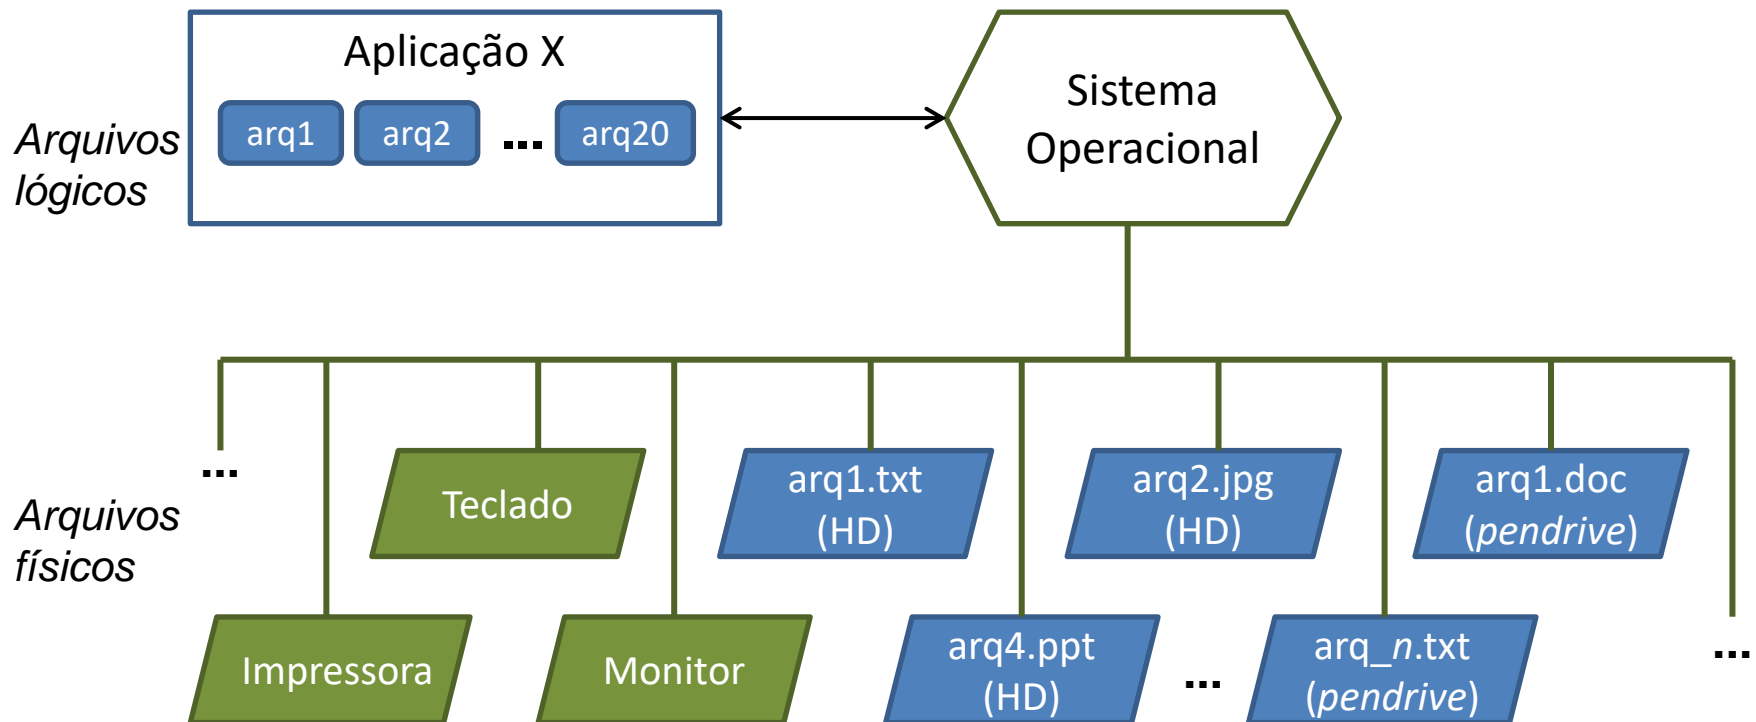 Aplicação X
arq1 arq2 ... arq20
Arquivos
lógicos
Sistema
Operacional
...
Arquivos
físicos
Teclado
arq1.txt
(HD)
arq2.jpg
(HD)
arq1.doc
(pendrive)
Impressora
Monitor
arq4.ppt
(HD)
...
arq_n.txt
(pendrive)
...